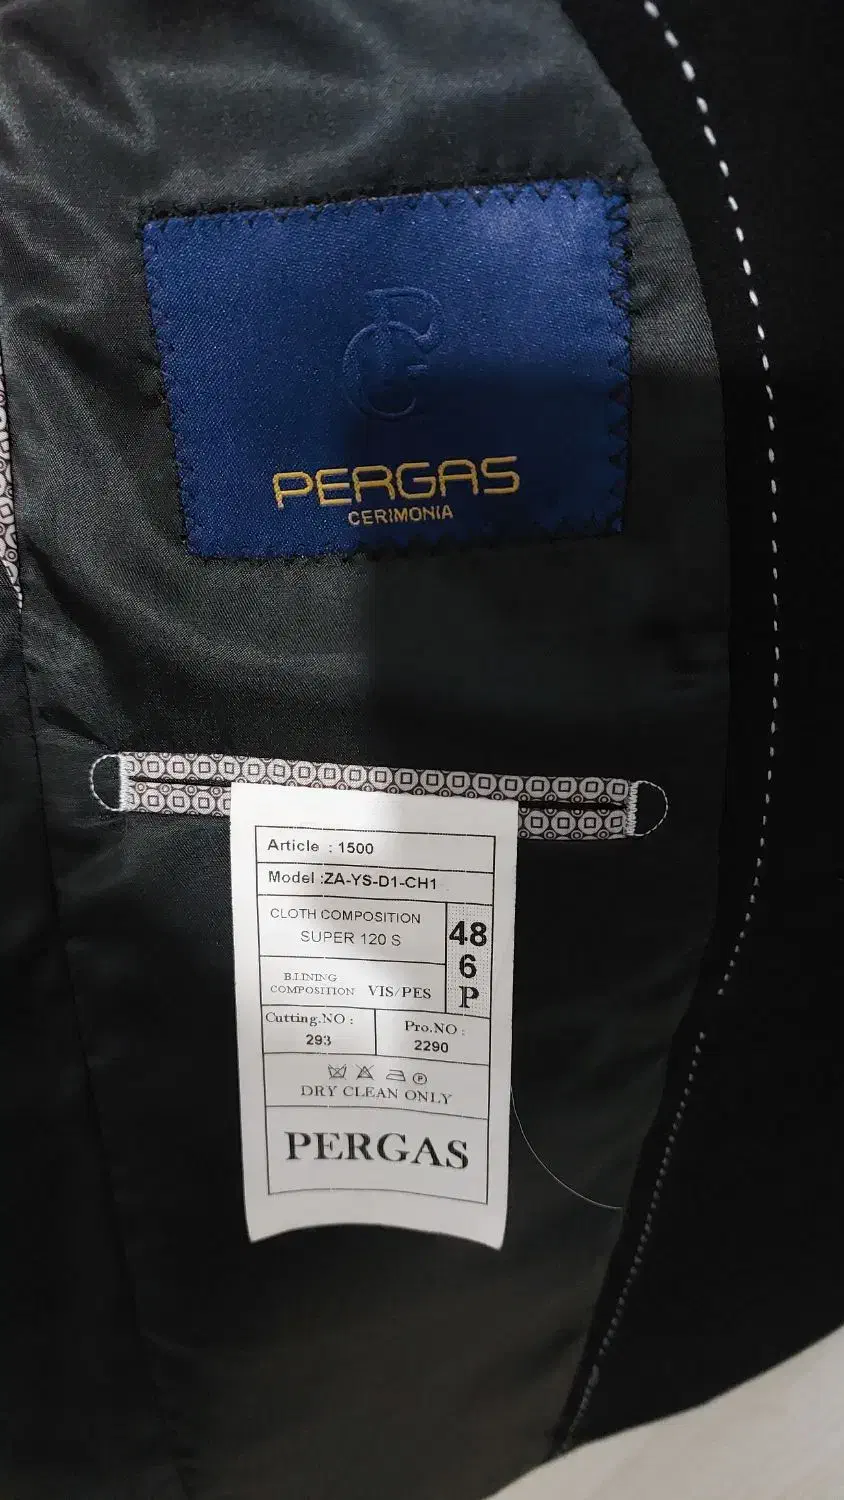 PERGAS
CERIMONIA
Article : 1500
Model :ZA-YS-D1-CH1
CLOTH COMPOSITION
SUPER 120 S
48
6
P
B.LINING
COMPOSITION VIS/PES
Cutting.NO :
293
Pro.NO :
2290
DRY CLEAN ONLY
PERGAS